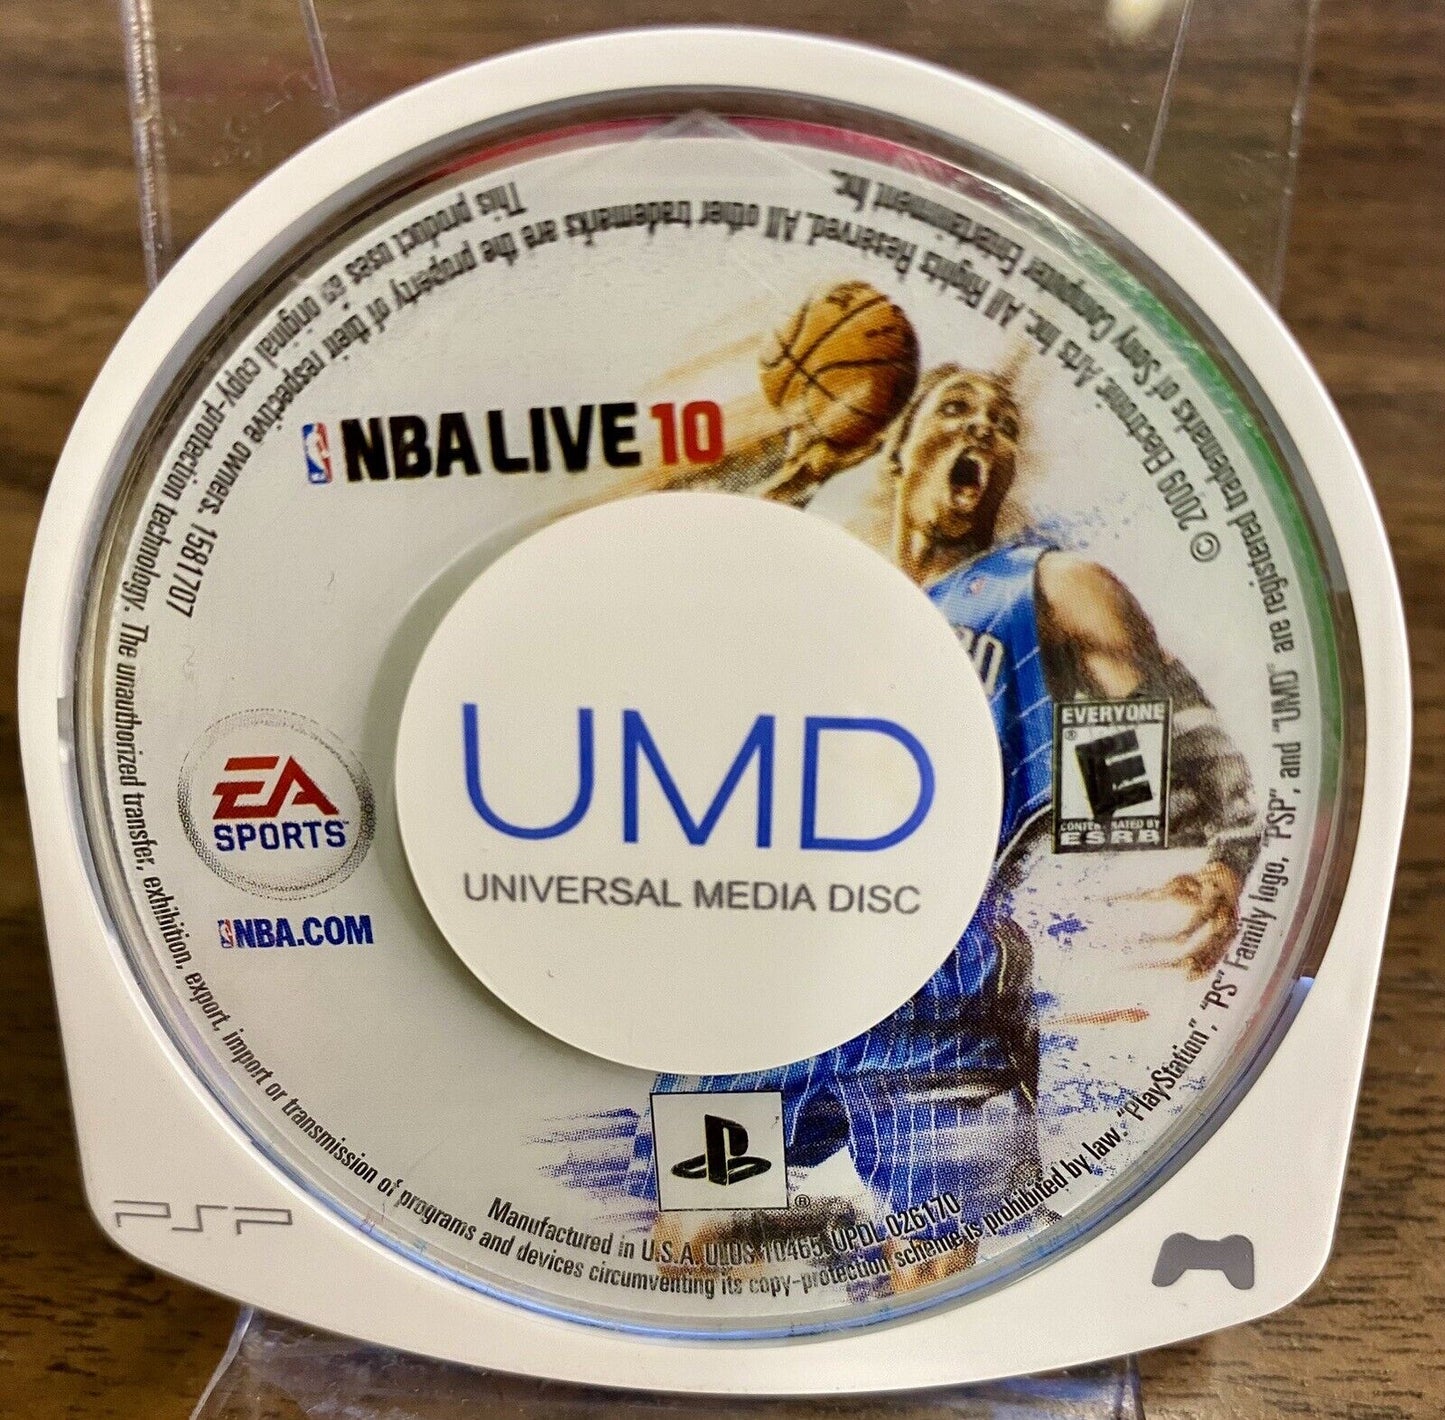 NBA LIVE 10
UMD
UNIVERSAL MEDIA DISC
EA
SPORTS™
NBA.COM
EVERYONE
E
®
CONTENT RATED BY
ESRB
®
PSP
Manufactured in U.S.A. ULUS 10465 UPDL 026170
© 2009 Electronic Arts Inc. All Rights Reserved. All other trademarks are the property of their respective owners. 1581707
This product uses an original copy-protection technology. The unauthorized transfer, exhibition, export, import or transmission of programs and devices circumventing its copy-protection scheme is prohibited by law. "PlayStation", "PS" Family logo, "PSP", and "UMD" are registered trademarks of Sony Computer Entertainment Inc.